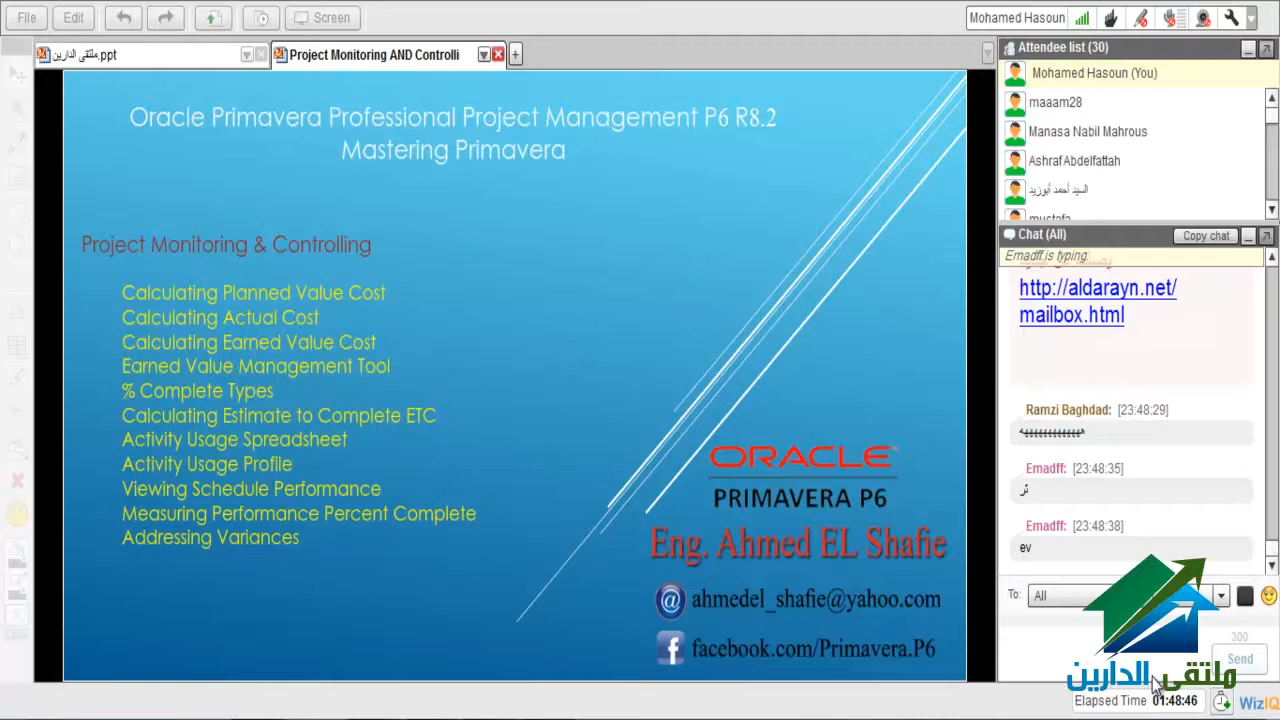 File
Edit
Screen
Mohamed Hasoun
ملتقى الدارين.ppt
Project Monitoring AND Controlli
Attendee list (30)
Mohamed Hasoun (You)
maaam28
Manasa Nabil Mahrous
Ashraf Abdelfattah
السيد أحمد أبوزيد
mustafa
Chat (All)
Copy chat
Emadff is typing.
http://aldarayn.net/
mailbox.html
Ramzi Baghdad: [23:48:29]
Emadff: [23:48:35]
تر
Emadff: [23:48:38]
ev
To:
All
300
Send
Elapsed Time 01:48:46
WizIQ
ملتقى الدارين
Oracle Primavera Professional Project Management P6 R8.2
Mastering Primavera
Project Monitoring & Controlling
Calculating Planned Value Cost
Calculating Actual Cost
Calculating Earned Value Cost
Earned Value Management Tool
% Complete Types
Calculating Estimate to Complete ETC
Activity Usage Spreadsheet
Activity Usage Profile
Viewing Schedule Performance
Measuring Performance Percent Complete
Addressing Variances
ORACLE
PRIMAVERA P6
Eng. Ahmed EL Shafie
ahmedel_shafie@yahoo.com
facebook.com/Primavera.P6